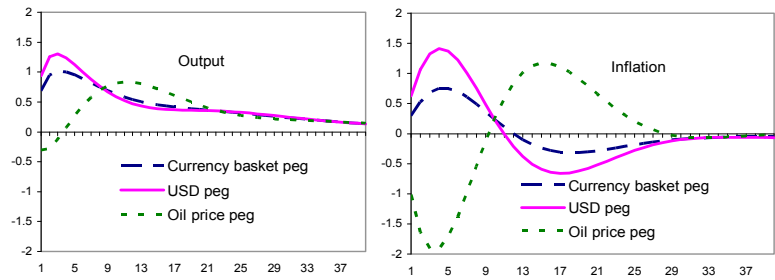 2
1.5
1
0.5
0
-0.5
-1
-1.5
-2
1 5 9 13 17 21 25 29 33 37
Output
Currency basket peg
USD peg
Oil price peg
2
1.5
1
0.5
0
-0.5
-1
-1.5
-2
1 5 9 13 17 21 25 29 33 37
Inflation
Currency basket peg
USD peg
Oil price peg